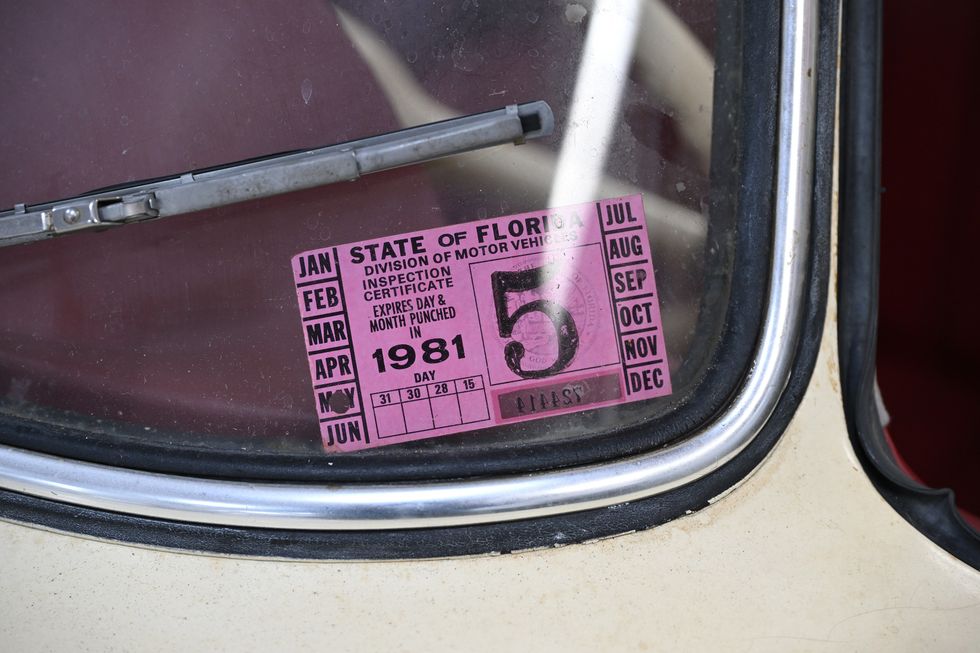 JAN
FEB
MAR
APR
MAY
JUN
STATE OF FLORIDA
DIVISION OF MOTOR VEHICLES
INSPECTION
CERTIFICATE
EXPIRES DAY &
MONTH PUNCHED
IN
1981
DAY
31 30 28 15
5
JUL
AUG
SEP
OCT
NOV
DEC